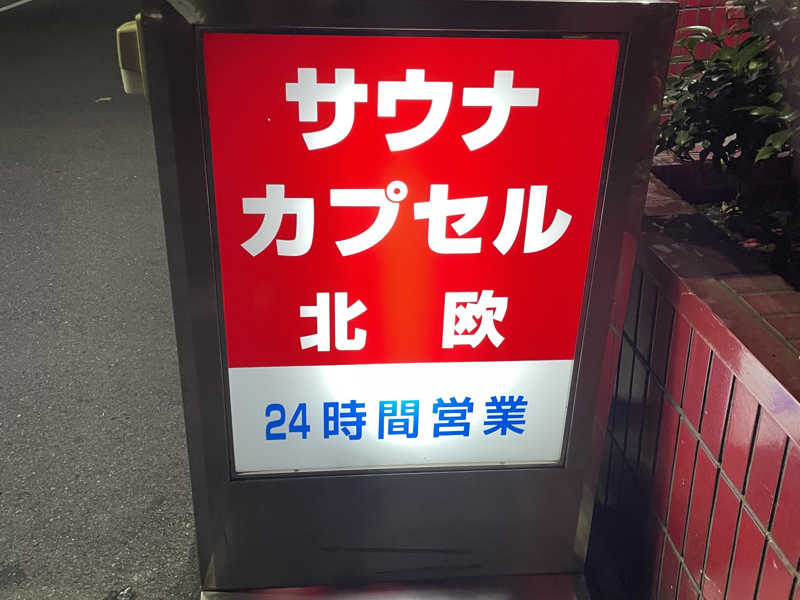 サウナ
カプセル
北欧
24時間営業